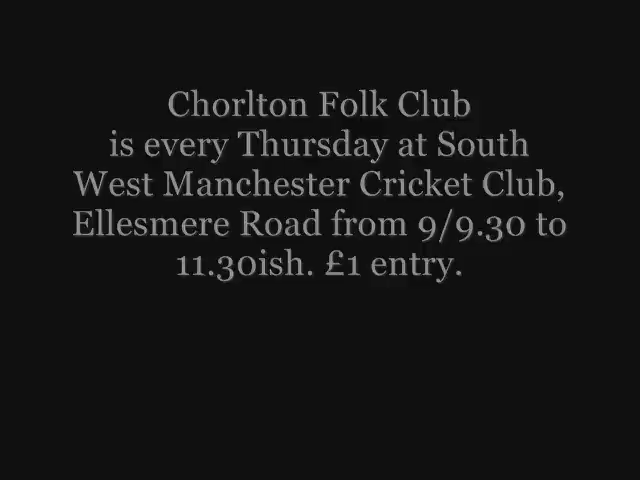 Chorlton Folk Club
is every Thursday at South
West Manchester Cricket Club,
Ellesmere Road from 9/9.30 to
11.30ish. £1 entry.